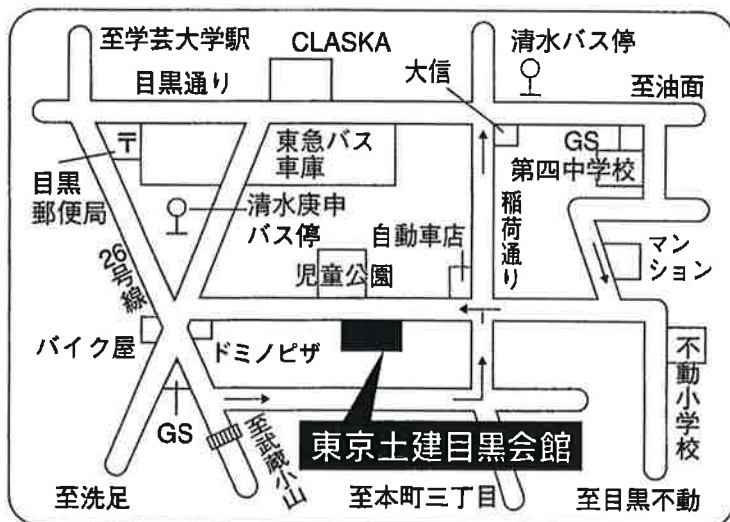 至学芸大学駅
CLASKA
清水バス停
目黒通り
大信
至油面
〒
目黒
郵便局
東急バス
車庫
GS
第四中学校
清水庚申
バス停
稲荷通り
自動車店
マン
ション
26号線
児童公園
バイク屋
ドミノピザ
不動小学校
GS
至武蔵小山
東京土建目黒会館
至洗足
至本町三丁目
至目黒不動